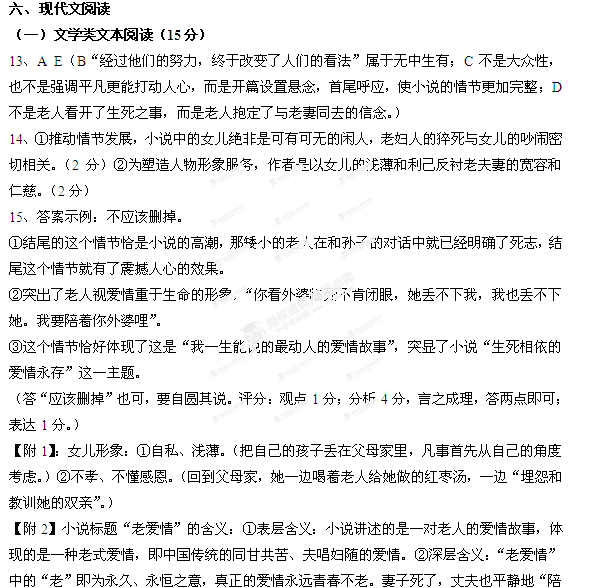 六、现代文阅读
（一）文学类文本阅读（15分）
13、A E（B“经过他们的努力，终于改变了人们的看法”属于无中生有；C 不是大众性，
也不是强调平凡更能打动人心，而是开篇设置悬念，首尾呼应，使小说的情节更加完整；D
不是老人看开了生死之事，而是老人抱定了与老妻同去的信念。）
14、①推动情节发展，小说中的女儿绝非是可有可无的闲人，老妇人的猝死与女儿的吵闹密
切相关。（2 分）②为塑造人物形象服务，作者是以女儿的浅薄和利己反衬老夫妻的宽容和
仁慈。（2分）
15、答案示例：不应该删掉。
①结尾的这个情节恰是小说的高潮，那矮小的老人在和孙子的对话中就已经明确了死志，结
尾这个情节就有了震撼人心的效果。
②突出了老人视爱情重于生命的形象。“你看外婆临死不肯闭眼，她丢不下我，我也丢不下
她。我要陪着你外婆哩”。
③这个情节恰好体现了这是“我一生能说的最动人的爱情故事”，突显了小说“生死相依的
爱情永存”这一主题。
（答“应该删掉”也可，要自圆其说。评分：观点 1分；分析 4分，言之成理，答两点即可；
表达 1分。）
【附 1】：女儿形象：①自私、浅薄。（把自己的孩子丢在父母家里，凡事首先从自己的角度
考虑。）②不孝、不懂感恩。（回到父母家，她一边喝着老人给她做的红枣汤，一边“埋怨和
教训她的双亲”。）
【附 2】小说标题“老爱情”的含义：①表层含义：小说讲述的是一对老人的爱情故事，体
现的是一种老式爱情，即中国传统的同甘共苦、夫唱妇随的爱情。②深层含义：“老爱情”
中的“老”即为永久、永恒之意，真正的爱情永远青春不老。妻子死了，丈夫也平静地“陪